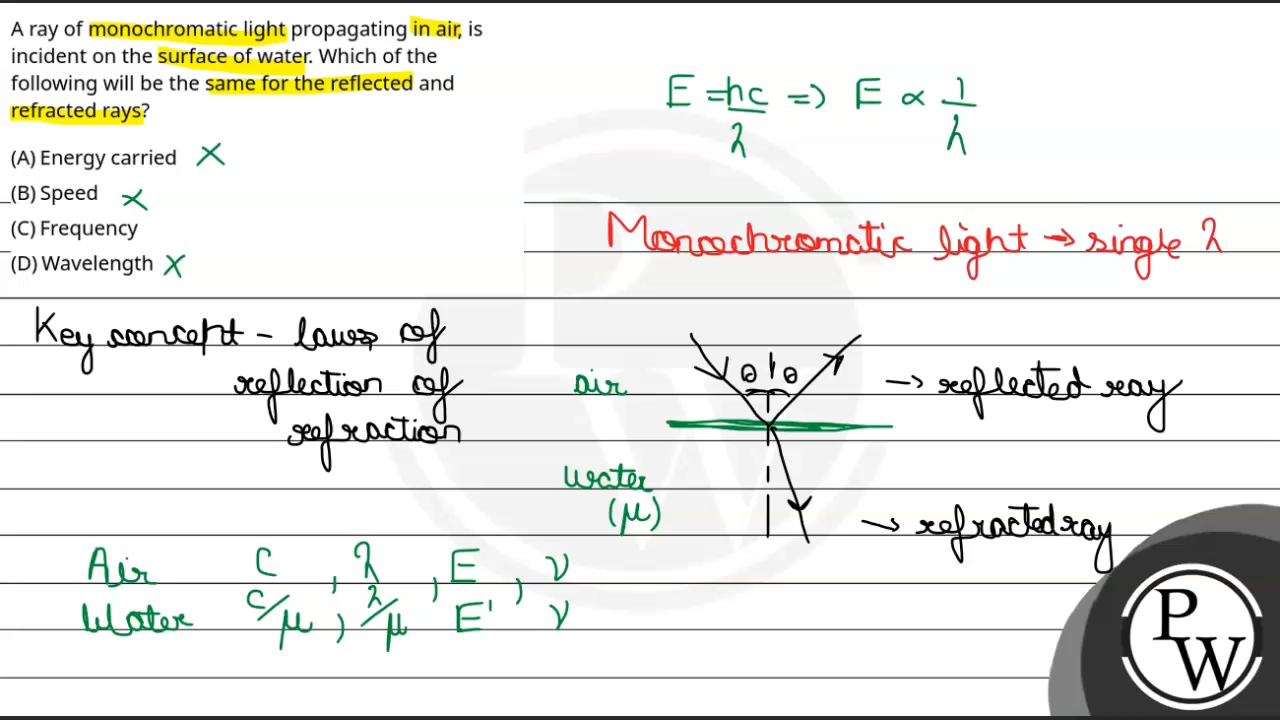 A ray of monochromatic light propagating in air, is
incident on the surface of water. Which of the
following will be the same for the reflected and
refracted rays?
(A) Energy carried ×
(B) Speed ×
(C) Frequency
(D) Wavelength ×
E = hc/λ => E ∝ 1/λ
Monochromatic light → single λ
Key concept - laws of
reflection of
refraction
air
θ θ
→ reflected ray
water
(μ)
→ refracted ray
Air C , λ , E , ν
Water C/μ , λ/μ E' ν
PW
PW